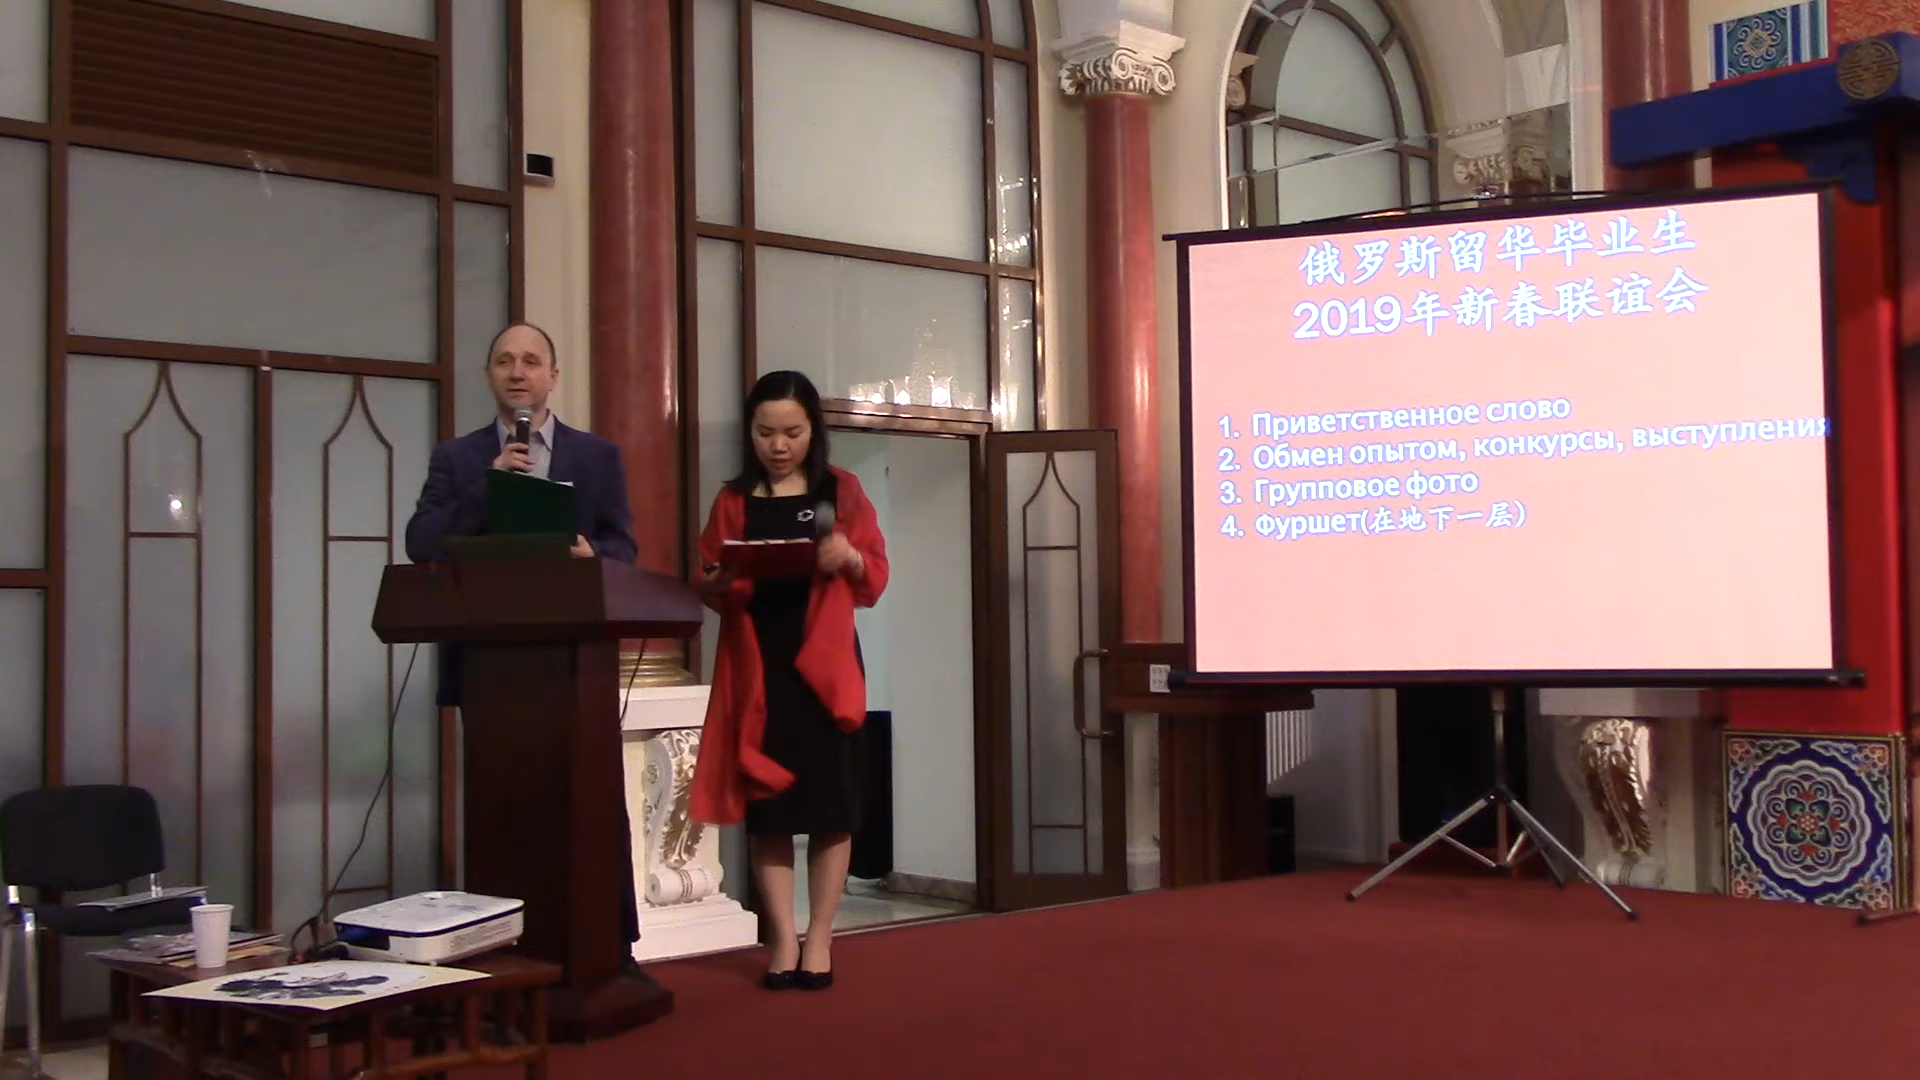 俄罗斯留华毕业生
2019年新春联谊会
1. Приветственное слово
2. Обмен опытом, конкурсы, выступления
3. Групповое фото
4. Фуршет(在地下一层)